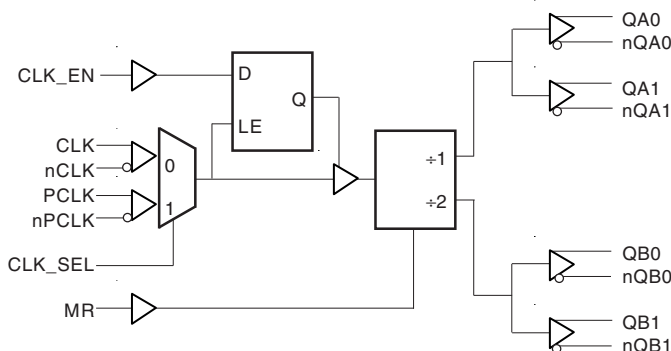 QA0
nQA0
CLK_EN
D
QA1
Q
nQA1
LE
CLK
nCLK
0
÷1
PCLK
nPCLK
1
÷2
CLK_SEL
QB0
nQB0
MR
QB1
nQB1